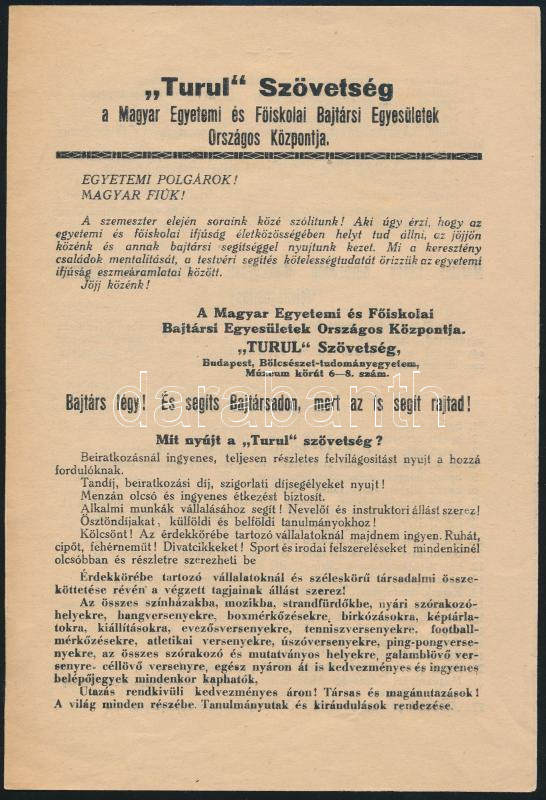 „Turul“ Szövetség
a Magyar Egyetemi és Főiskolai Bajtársi Egyesületek
Országos Központja.
EGYETEMI POLGÁROK!
MAGYAR FIÚK!
A szemeszter elején soraink közé szólitunk! Aki úgy érzi, hogy az
egyetemi és főiskolai ifjúság életközösségében helyt tud állni, az jöjjön
közénk és annak bajtársi segitséggel nyujtunk kezet. Mi a keresztény
családok mentalitását, a testvéri segités kötelességtudatát örizzük az egyetemi
ifjúság eszmeáramlatai között.
Jöjj közénk!
A Magyar Egyetemi és Főiskolai
Bajtársi Egyesületek Országos Központja.
„TURUL“ Szövetség,
Budapest, Bölcsészet-tudományegyetem,
Múzeum körút 6—8. szám.
darabanth
Bajtárs légy! És segits Bajtársadon, mert az is segit rajtad!
Mit nyújt a „Turul“ szövetség?
Beiratkozásnál ingyenes, teljesen részletes felvilágositást nyujt a hozzá
fordulóknak.
Tandíj, beiratkozási díj, szigorlati díjsegélyeket nyujt!
Menzán olcsó és ingyenes étkezést biztosít.
Alkalmi munkák vállalásához segít! Nevelői és instruktori állást szerez!
Ösztöndíjakat, külföldi és belföldi tanulmányokhoz!
Kölcsönt! Az érdekkörébe tartozó vállalatoknál majdnem ingyen. Ruhát,
cipőt, fehérneműt! Divatcikkeket! Sport és irodai felszereléseket mindenkinél
olcsóbban és részletre szerezheti be
Érdekkörébe tartozó vállalatoknál és széleskörű társadalmi össze-
köttetése révén a végzett tagjainak állást szerez!
Az összes színházakba, mozikba, strandfürdőkbe, nyári szórakozó-
helyekre, hangversenyekre, boxmérkőzésekre, birkózásokra, képtárla-
tokra, kiállításokra, evezősversenyekre, tenniszversenyekre, football-
mérkőzésekre, atletikai versenyekre, úszóversenyekre, ping-pongverse-
nyekre, az összes szórakozó és mutatványos helyekre, galamblövő ver-
senyre- céllövő versenyre, egész nyáron át is kedvezményes és ingyenes
belépőjegyek mindenkor kaphatók.
Utazás rendkivüli kedvezményes áron! Társas és magánutazások!
A világ minden részébe. Tanulmányutak és kirándulások rendezése.